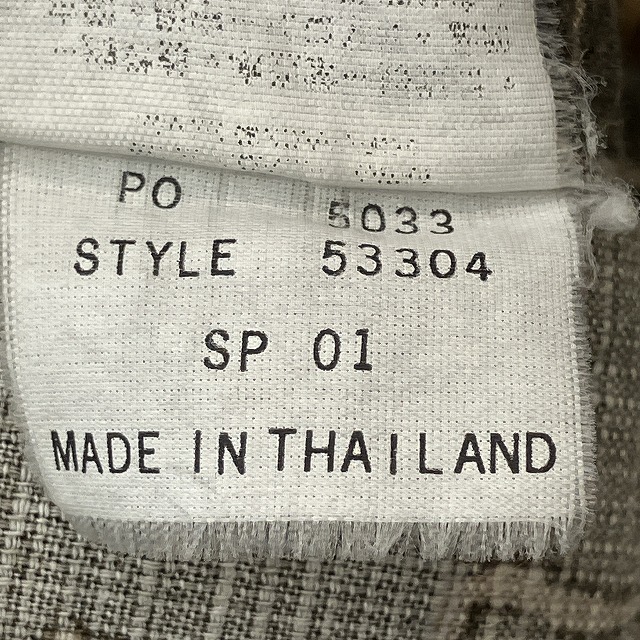 PO 5033
STYLE 53304
SP 01
MADE IN THAILAND